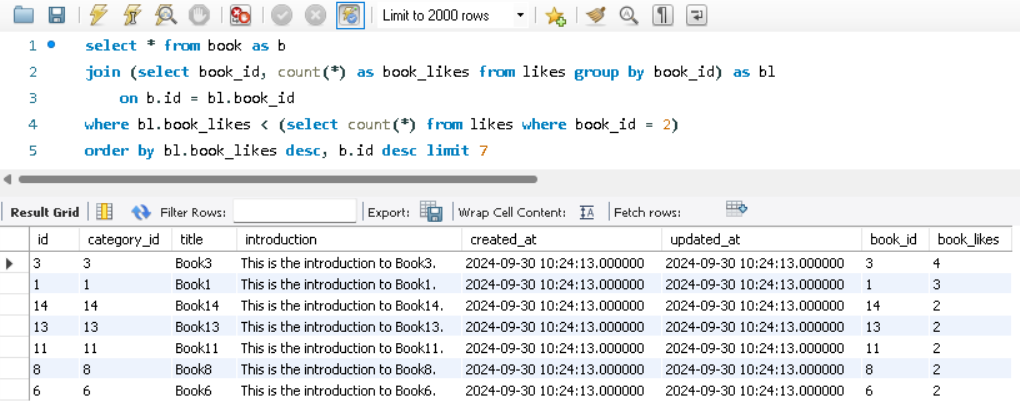 Limit to 2000 rows
1 select * from book as b
2 join (select book_id, count(*) as book_likes from likes group by book_id) as bl
3 on b.id = bl.book_id
4 where bl.book_likes < (select count(*) from likes where book_id = 2)
5 order by bl.book_likes desc, b.id desc limit 7
Result Grid Filter Rows: Export: Wrap Cell Content: IA Fetch rows:
id category_id title introduction created_at updated_at book_id book_likes
3 3 Book3 This is the introduction to Book3. 2024-09-30 10:24:13.000000 2024-09-30 10:24:13.000000 3 4
1 1 Book1 This is the introduction to Book1. 2024-09-30 10:24:13.000000 2024-09-30 10:24:13.000000 1 3
14 14 Book14 This is the introduction to Book14. 2024-09-30 10:24:13.000000 2024-09-30 10:24:13.000000 14 2
13 13 Book13 This is the introduction to Book13. 2024-09-30 10:24:13.000000 2024-09-30 10:24:13.000000 13 2
11 11 Book11 This is the introduction to Book11. 2024-09-30 10:24:13.000000 2024-09-30 10:24:13.000000 11 2
8 8 Book8 This is the introduction to Book8. 2024-09-30 10:24:13.000000 2024-09-30 10:24:13.000000 8 2
6 6 Book6 This is the introduction to Book6. 2024-09-30 10:24:13.000000 2024-09-30 10:24:13.000000 6 2